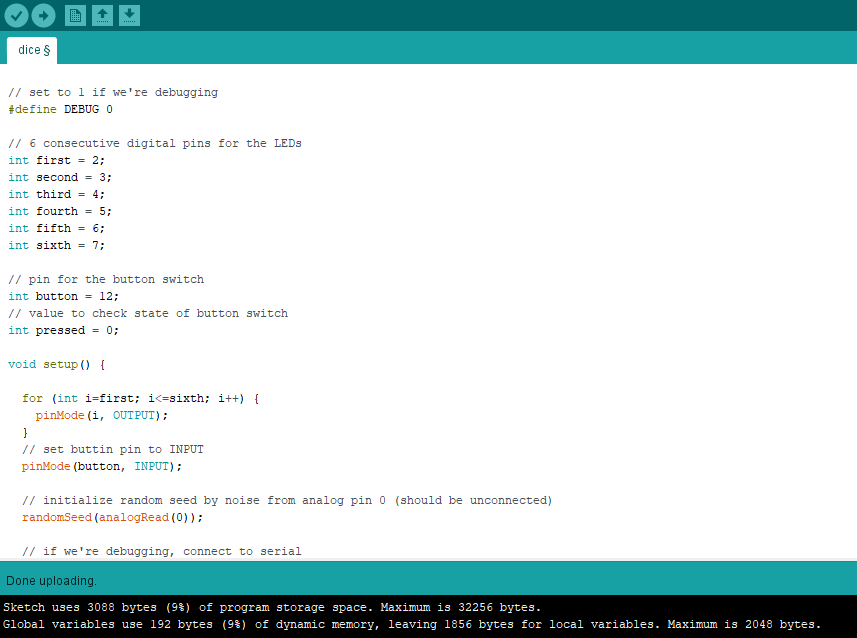 dice §
// set to 1 if we're debugging
#define DEBUG 0
// 6 consecutive digital pins for the LEDs
int first = 2;
int second = 3;
int third = 4;
int fourth = 5;
int fifth = 6;
int sixth = 7;
// pin for the button switch
int button = 12;
// value to check state of button switch
int pressed = 0;
void setup() {
for (int i=first; i<=sixth; i++) {
pinMode(i, OUTPUT);
}
// set buttin pin to INPUT
pinMode(button, INPUT);
// initialize random seed by noise from analog pin 0 (should be unconnected)
randomSeed(analogRead(0));
// if we're debugging, connect to serial
Done uploading.
Sketch uses 3088 bytes (9%) of program storage space. Maximum is 32256 bytes.
Global variables use 192 bytes (9%) of dynamic memory, leaving 1856 bytes for local variables. Maximum is 2048 bytes.